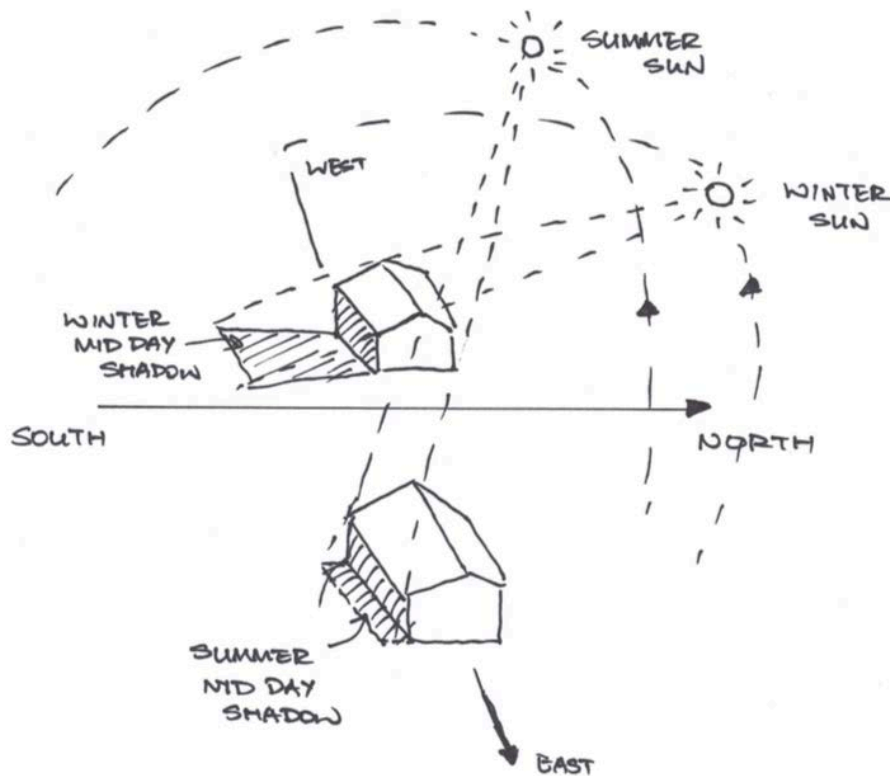 SUMMER
SUN
WEST
WINTER
SUN
WINTER
MID DAY
SHADOW
SOUTH
NORTH
SUMMER
MID DAY
SHADOW
EAST